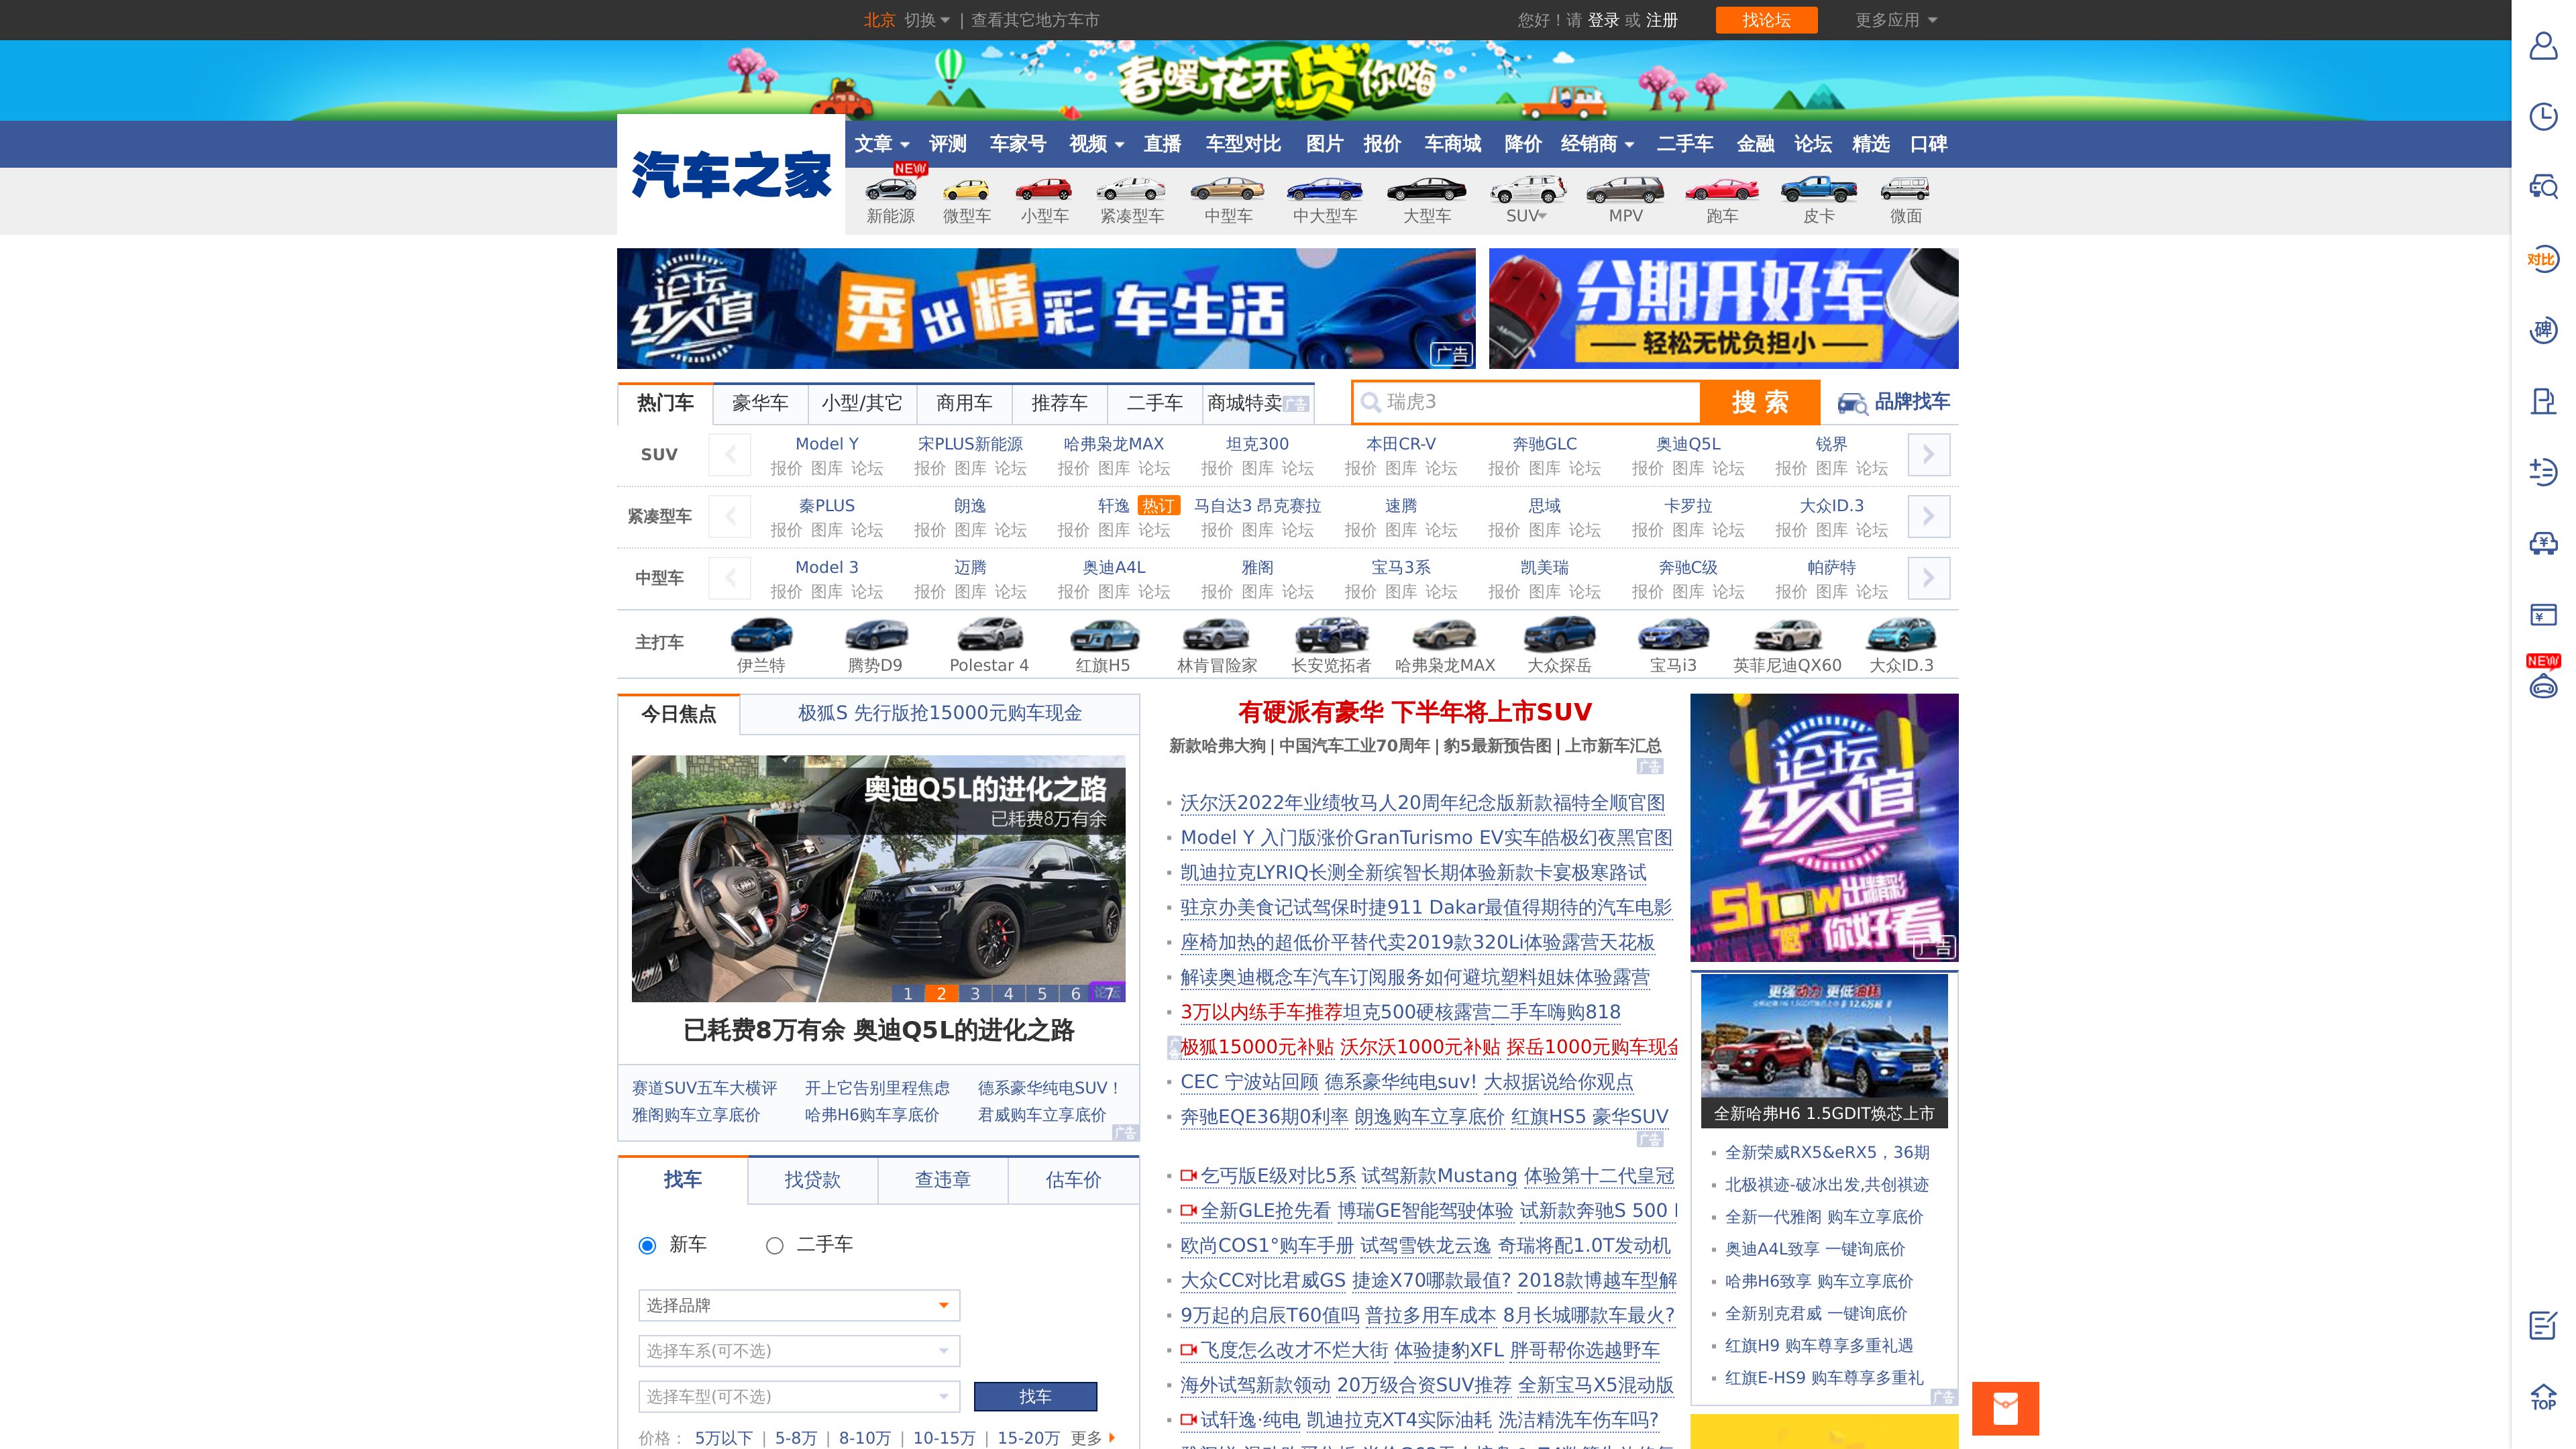 北京 切换 | 查看其它地方车市 您好！请 登录 或 注册 找论坛 更多应用
春暖花开贷你嗨
汽车之家
文章 评测 车家号 视频 直播 车型对比 图片 报价 车商城 降价 经销商 二手车 金融 论坛 精选 口碑
NEW
新能源 微型车 小型车 紧凑型车 中型车 中大型车 大型车 SUV MPV 跑车 皮卡 微面
论坛红人馆 秀出精彩车生活 广告
分期开好车
轻松无忧负担小
热门车 豪华车 小型/其它 商用车 推荐车 二手车 商城特卖 广告 瑞虎3 搜 索 品牌找车
SUV Model Y 宋PLUS新能源 哈弗枭龙MAX 坦克300 本田CR-V 奔驰GLC 奥迪Q5L 锐界
报价 图库 论坛 报价 图库 论坛 报价 图库 论坛 报价 图库 论坛 报价 图库 论坛 报价 图库 论坛 报价 图库 论坛 报价 图库 论坛
紧凑型车 秦PLUS 朗逸 轩逸 热订 马自达3 昂克赛拉 速腾 思域 卡罗拉 大众ID.3
报价 图库 论坛 报价 图库 论坛 报价 图库 论坛 报价 图库 论坛 报价 图库 论坛 报价 图库 论坛 报价 图库 论坛 报价 图库 论坛
中型车 Model 3 迈腾 奥迪A4L 雅阁 宝马3系 凯美瑞 奔驰C级 帕萨特
报价 图库 论坛 报价 图库 论坛 报价 图库 论坛 报价 图库 论坛 报价 图库 论坛 报价 图库 论坛 报价 图库 论坛 报价 图库 论坛
主打车 伊兰特 腾势D9 Polestar 4 红旗H5 林肯冒险家 长安览拓者 哈弗枭龙MAX 大众探岳 宝马i3 英菲尼迪QX60 大众ID.3
今日焦点 极狐S 先行版抢15000元购车现金
奥迪Q5L的进化之路
已耗费8万有余
1 2 3 4 5 6 7
已耗费8万有余 奥迪Q5L的进化之路
赛道SUV五车大横评 开上它告别里程焦虑 德系豪华纯电SUV！
雅阁购车立享底价 哈弗H6购车享底价 君威购车立享底价
广告
找车 找贷款 查违章 估车价
新车 二手车
选择品牌
选择车系(可不选)
选择车型(可不选) 找车
价格： 5万以下 | 5-8万 | 8-10万 | 10-15万 | 15-20万 更多
有硬派有豪华 下半年将上市SUV
新款哈弗大狗 | 中国汽车工业70周年 | 豹5最新预告图 | 上市新车汇总
广告
沃尔沃2022年业绩牧马人20周年纪念版新款福特全顺官图
Model Y 入门版涨价GranTurismo EV实车皓极幻夜黑官图
凯迪拉克LYRIQ长测全新缤智长期体验新款卡宴极寒路试
驻京办美食记试驾保时捷911 Dakar最值得期待的汽车电影
座椅加热的超低价平替代卖2019款320Li体验露营天花板
解读奥迪概念车汽车订阅服务如何避坑塑料姐妹体验露营
3万以内练手车推荐坦克500硬核露营二手车嗨购818
广告 极狐15000元补贴 沃尔沃1000元补贴 探岳1000元购车现金
CEC 宁波站回顾 德系豪华纯电suv! 大叔据说给你观点
奔驰EQE36期0利率 朗逸购车立享底价 红旗HS5 豪华SUV
广告
乞丐版E级对比5系 试驾新款Mustang 体验第十二代皇冠
全新GLE抢先看 博瑞GE智能驾驶体验 试新款奔驰S 500
欧尚COS1°购车手册 试驾雪铁龙云逸 奇瑞将配1.0T发动机
大众CC对比君威GS 捷途X70哪款最值? 2018款博越车型解
9万起的启辰T60值吗 普拉多用车成本 8月长城哪款车最火?
飞度怎么改才不烂大街 体验捷豹XFL 胖哥帮你选越野车
海外试驾新款领动 20万级合资SUV推荐 全新宝马X5混动版
试轩逸·纯电 凯迪拉克XT4实际油耗 洗洁精洗车伤车吗?
论坛红人馆
Show出精彩
你好看
广告
更强动力 更低油耗
全新哈弗H6 1.5GDIT焕芯上市
全新荣威RX5&eRX5，36期
北极祺迹-破冰出发,共创祺迹
全新一代雅阁 购车立享底价
奥迪A4L致享 一键询底价
哈弗H6致享 购车立享底价
全新别克君威 一键询底价
红旗H9 购车尊享多重礼遇
红旗E-HS9 购车尊享多重礼
广告
对比
碑
NEW
TOP